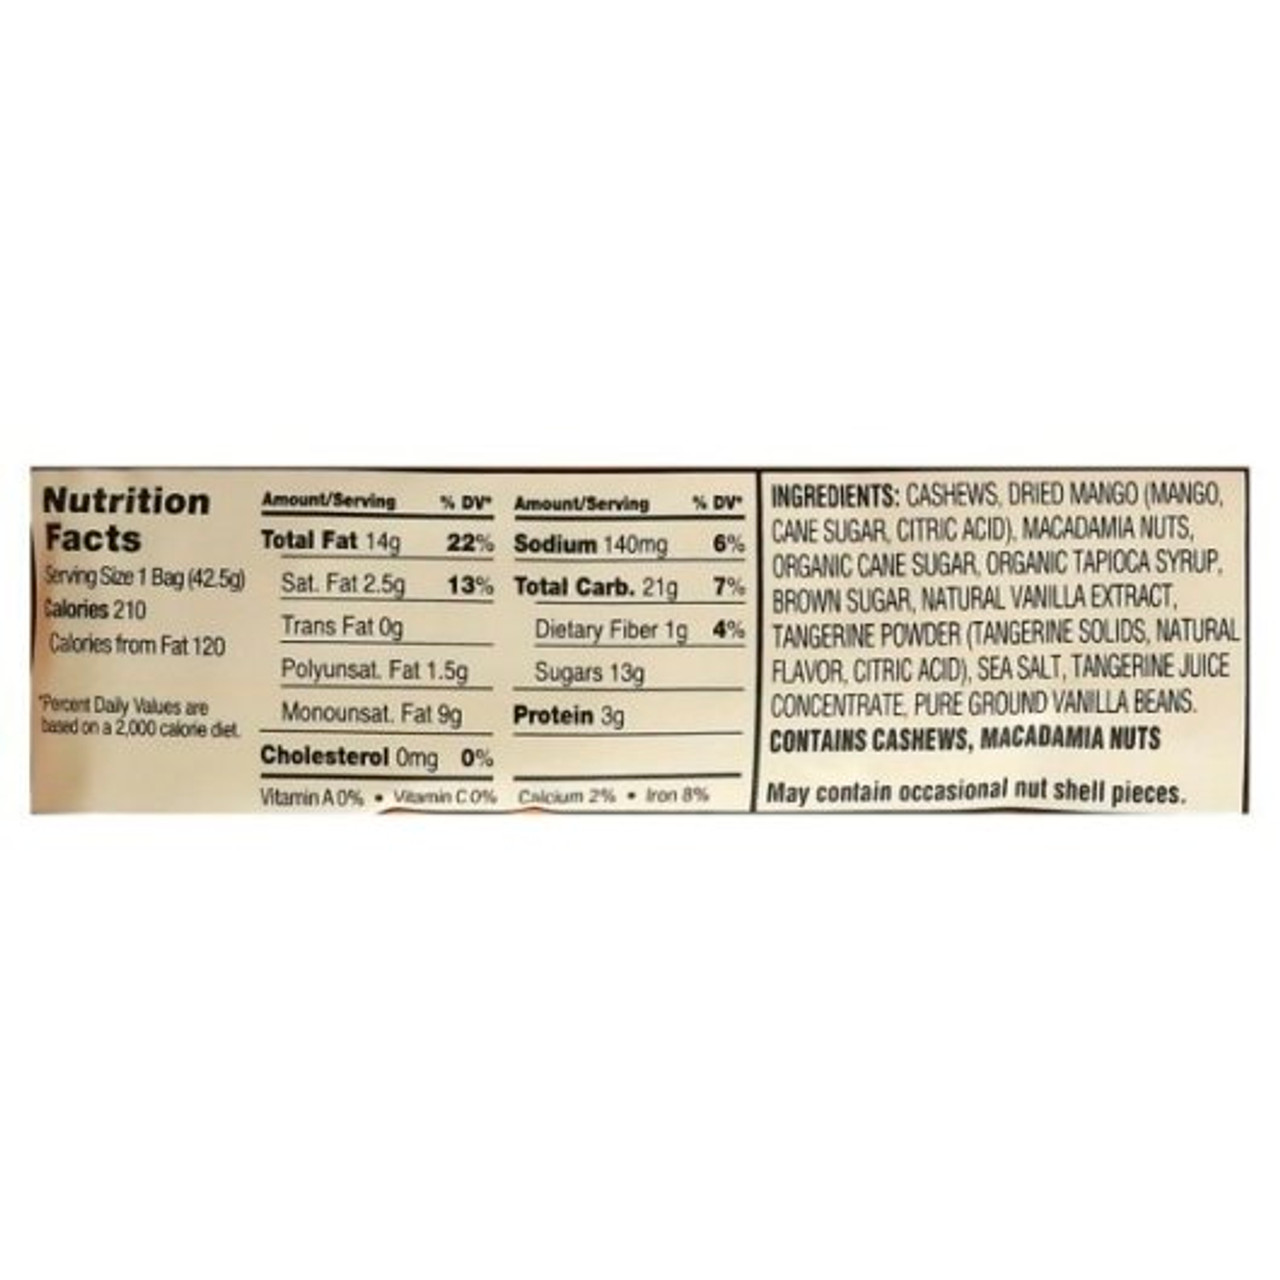 Nutrition
Facts
Serving Size 1 Bag (42.5g)
Calories 210
Calories from Fat 120
*Percent Daily Values are
based on a 2,000 calorie diet.
Amount/Serving % DV*
Total Fat 14g 22%
Sat. Fat 2.5g 13%
Trans Fat 0g
Polyunsat. Fat 1.5g
Monounsat. Fat 9g
Cholesterol 0mg 0%
Amount/Serving % DV*
Sodium 140mg 6%
Total Carb. 21g 7%
Dietary Fiber 1g 4%
Sugars 13g
Protein 3g
Vitamin A 0% • Vitamin C 0% Calcium 2% • Iron 8%
INGREDIENTS: CASHEWS, DRIED MANGO (MANGO,
CANE SUGAR, CITRIC ACID), MACADAMIA NUTS,
ORGANIC CANE SUGAR, ORGANIC TAPIOCA SYRUP,
BROWN SUGAR, NATURAL VANILLA EXTRACT,
TANGERINE POWDER (TANGERINE SOLIDS, NATURAL
FLAVOR, CITRIC ACID), SEA SALT, TANGERINE JUICE
CONCENTRATE, PURE GROUND VANILLA BEANS.
CONTAINS CASHEWS, MACADAMIA NUTS
May contain occasional nut shell pieces.